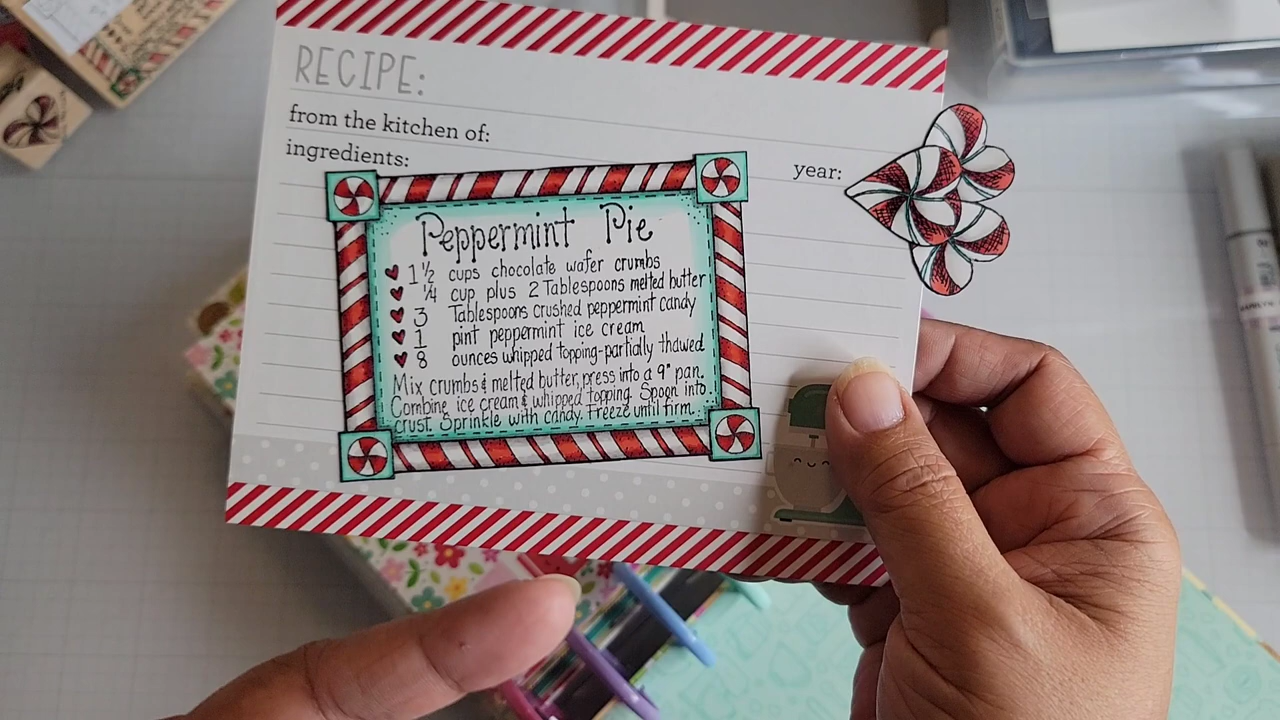 RECIPE:
from the kitchen of:
ingredients:
year:
Peppermint Pie
1½ cups chocolate wafer crumbs
¼ cup plus 2 Tablespoons melted butter
3 Tablespoons crushed peppermint candy
1 pint peppermint ice cream
8 ounces whipped topping-partially thawed
Mix crumbs & melted butter, press into a 9" pan.
Combine ice cream & whipped topping. Spoon into
crust. Sprinkle with candy. Freeze until firm.